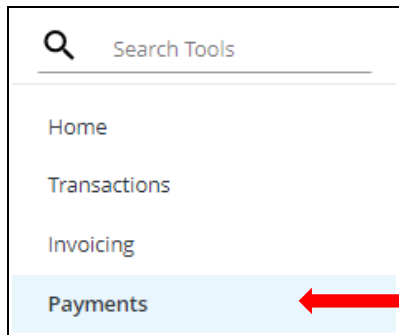 Search Tools
Home
Transactions
Invoicing
Payments